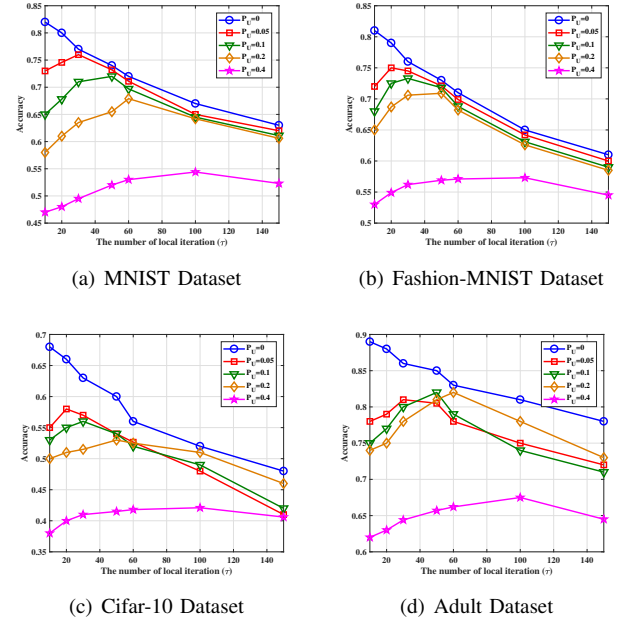 0.85
0.8
0.75
0.7
0.65
0.6
0.55
0.5
0.45
Accuracy
20 40 60 80 100 120 140
The number of local iteration (τ)
P_U=0
P_U=0.05
P_U=0.1
P_U=0.2
P_U=0.4
(a) MNIST Dataset
0.85
0.8
0.75
0.7
0.65
0.6
0.55
0.5
Accuracy
20 40 60 80 100 120 140
The number of local iteration (τ)
P_U=0
P_U=0.05
P_U=0.1
P_U=0.2
P_U=0.4
(b) Fashion-MNIST Dataset
0.7
0.65
0.6
0.55
0.5
0.45
0.4
0.35
Accuracy
20 40 60 80 100 120 140
The number of local iteration (τ)
P_U=0
P_U=0.05
P_U=0.1
P_U=0.2
P_U=0.4
(c) Cifar-10 Dataset
0.9
0.85
0.8
0.75
0.7
0.65
0.6
Accuracy
20 40 60 80 100 120 140
The number of local iteration (τ)
P_U=0
P_U=0.05
P_U=0.1
P_U=0.2
P_U=0.4
(d) Adult Dataset